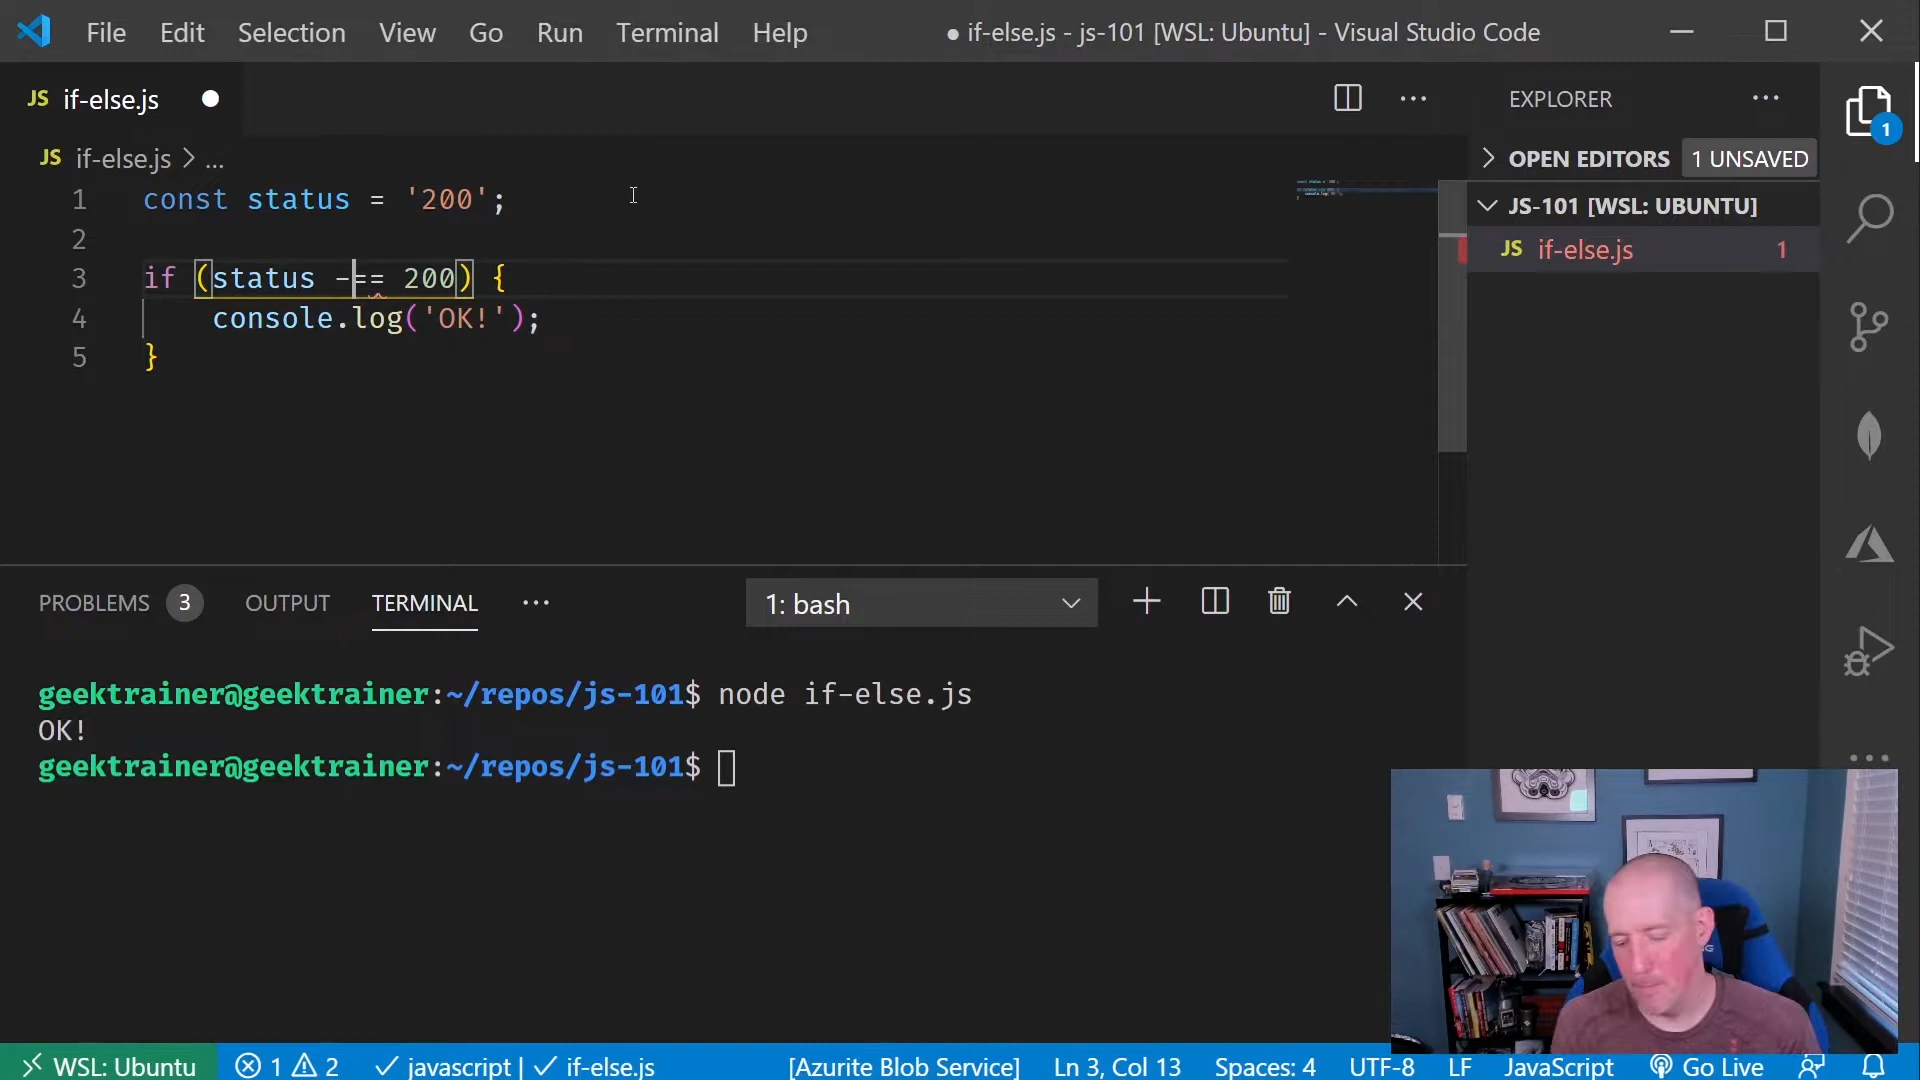 File Edit Selection View Go Run Terminal Help ● if-else.js - js-101 [WSL: Ubuntu] - Visual Studio Code
JS if-else.js
EXPLORER
JS if-else.js > ...
OPEN EDITORS 1 UNSAVED
1 const status = '200';
JS-101 [WSL: UBUNTU]
2
JS if-else.js 1
3 if (status -== 200) {
4 console.log('OK!');
5 }
PROBLEMS 3 OUTPUT TERMINAL ... 1: bash
geektrainer@geektrainer:~/repos/js-101$ node if-else.js
OK!
geektrainer@geektrainer:~/repos/js-101$
WSL: Ubuntu 1 2 javascript | if-else.js [Azurite Blob Service] Ln 3, Col 13 Spaces: 4 UTF-8 LF JavaScript Go Live
1